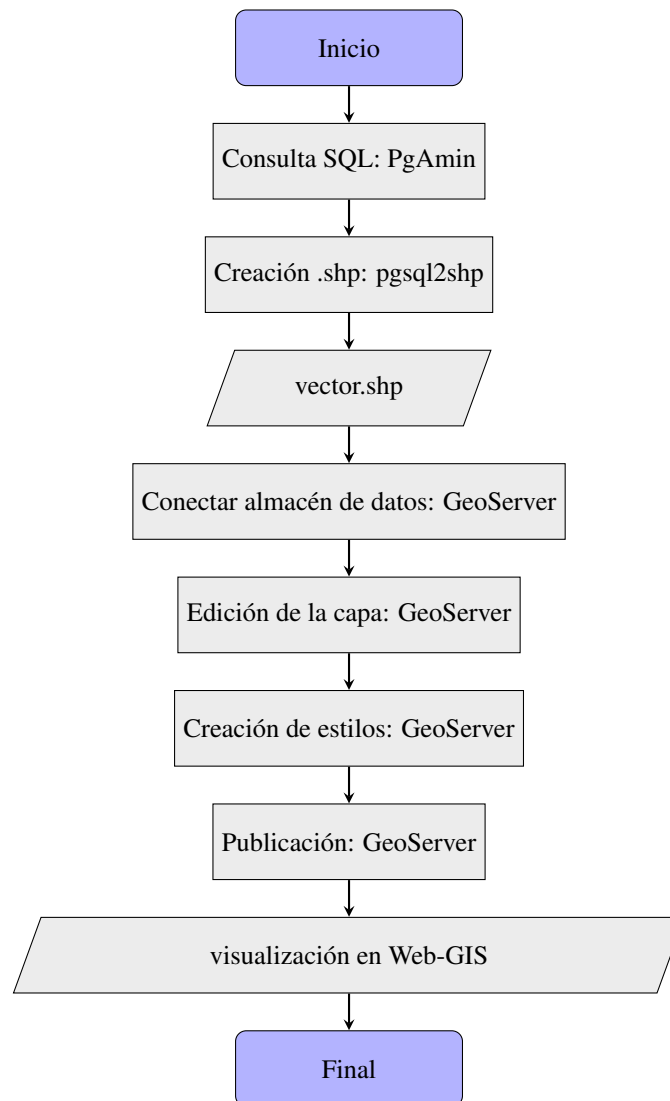 Inicio
Consulta SQL: PgAmin
Creación .shp: pgsql2shp
vector.shp
Conectar almacén de datos: GeoServer
Edición de la capa: GeoServer
Creación de estilos: GeoServer
Publicación: GeoServer
visualización en Web-GIS
Final